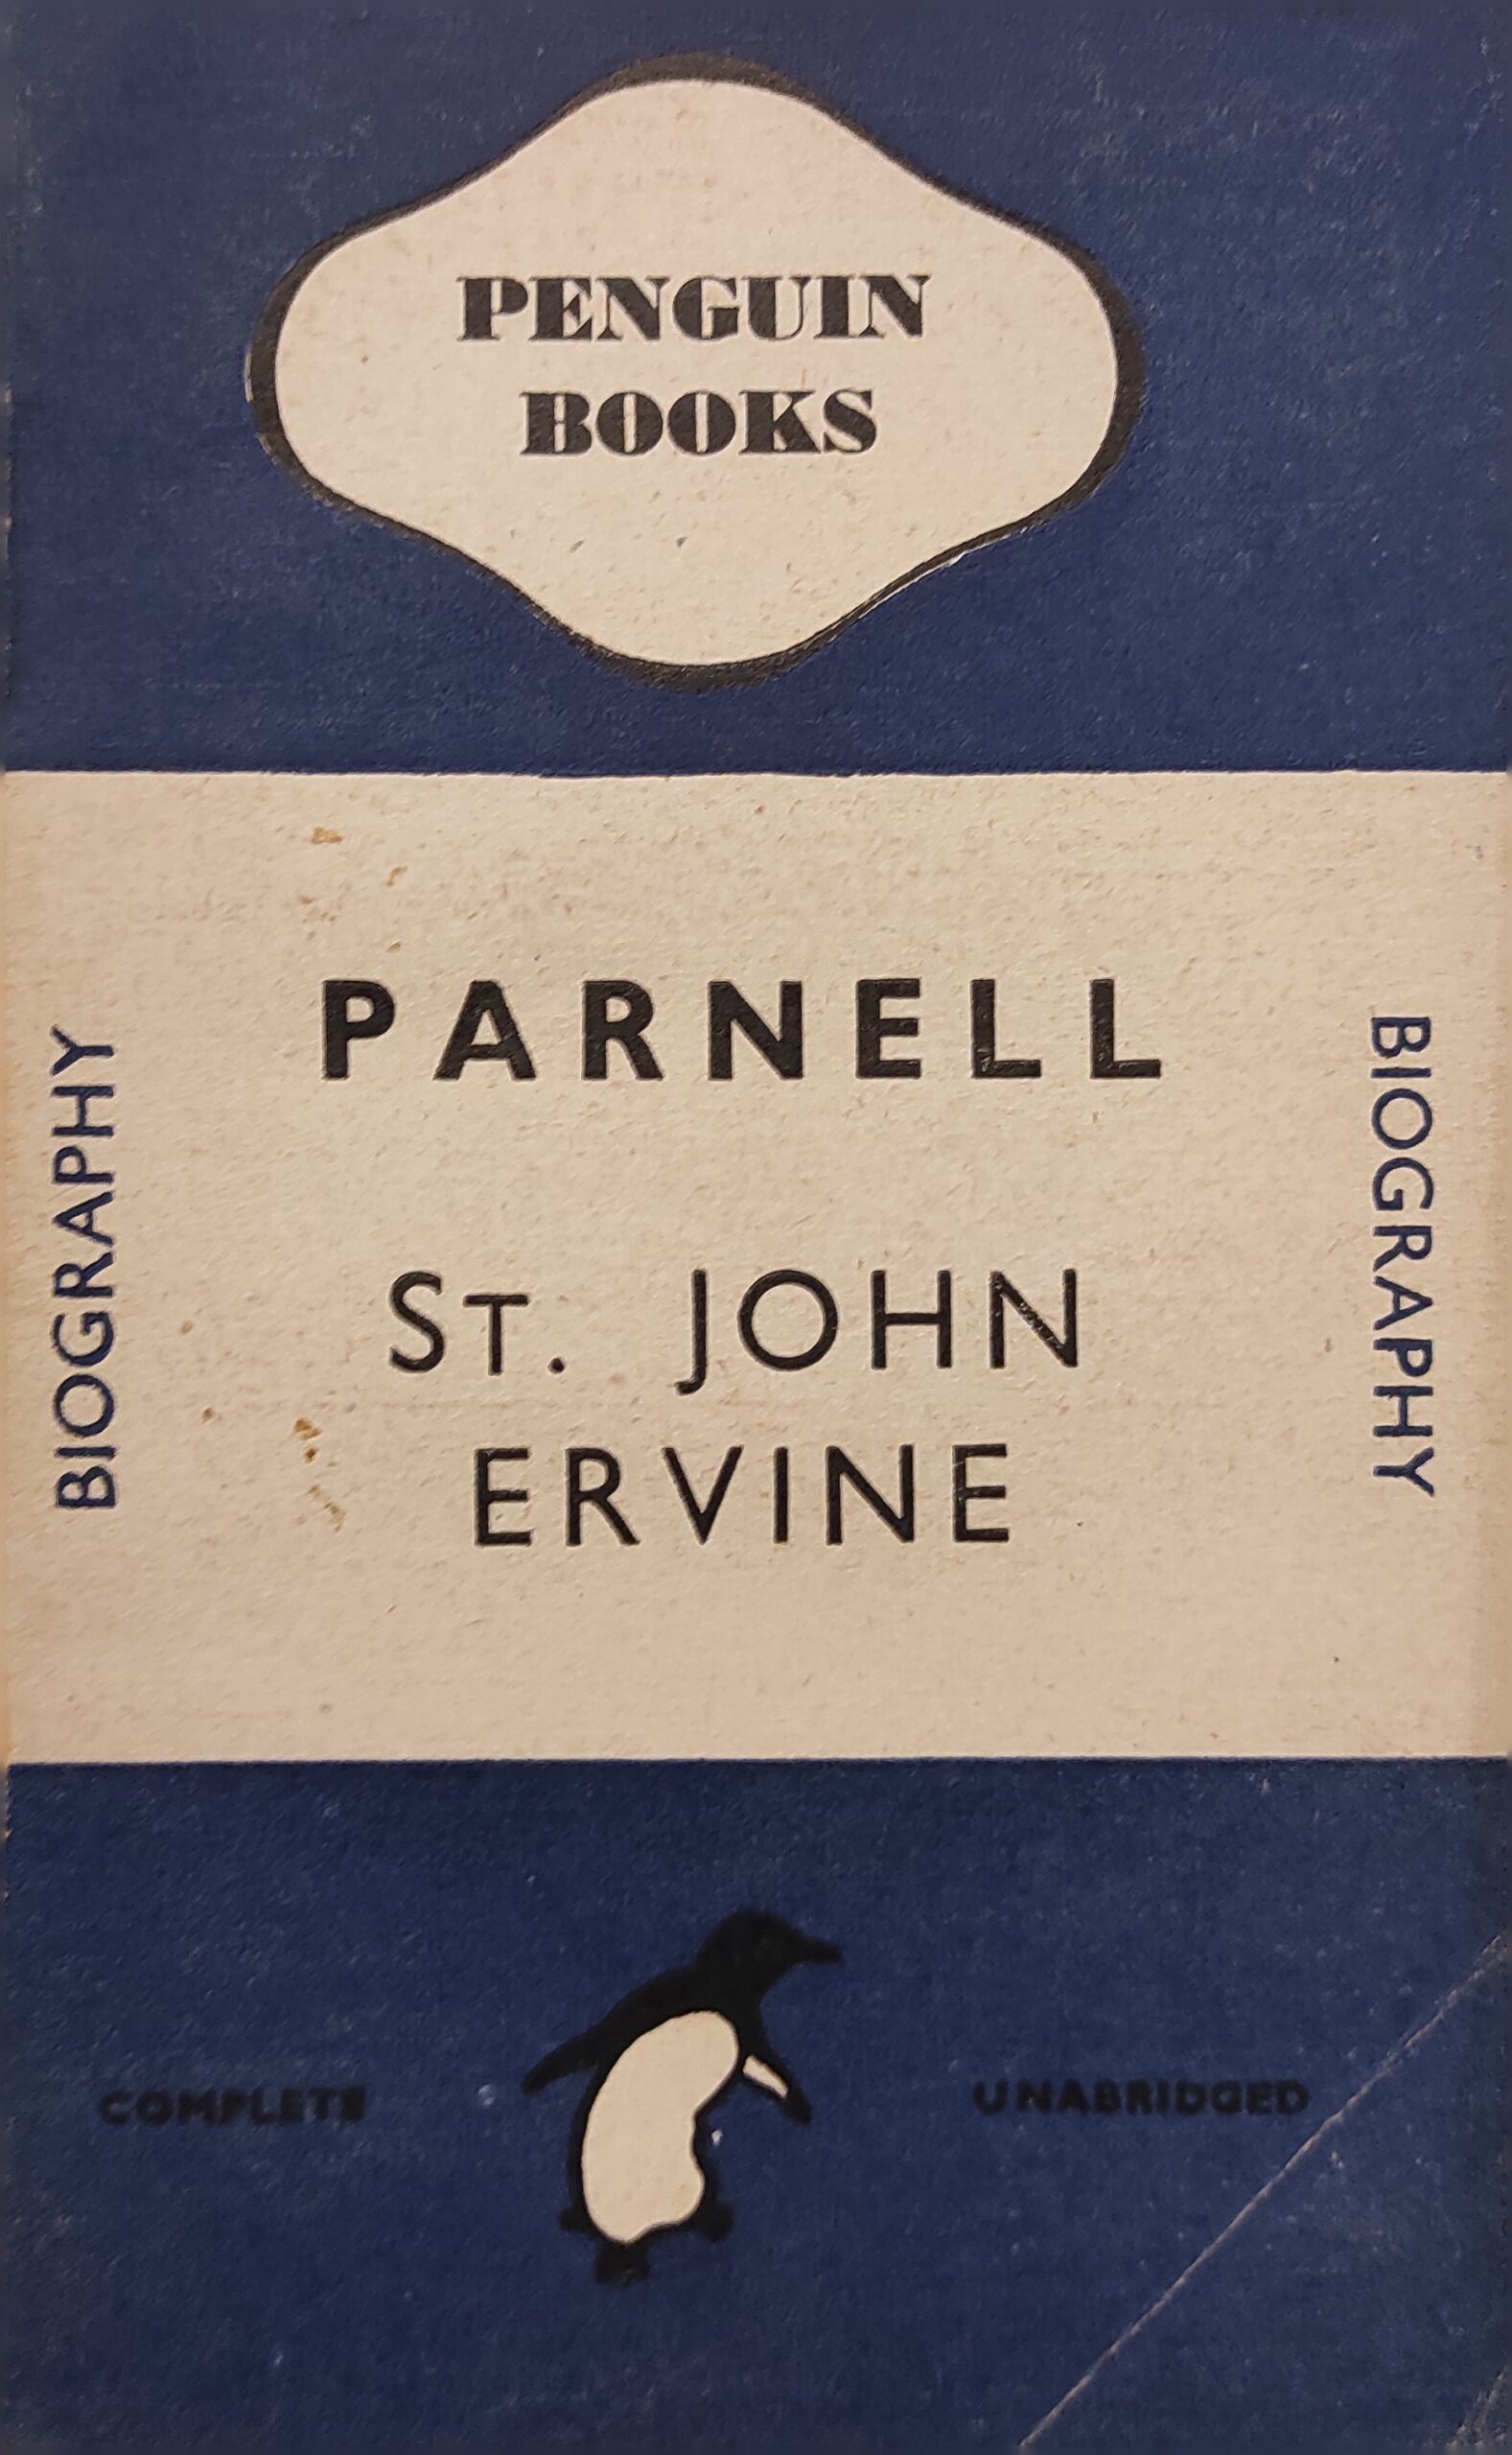 PENGUIN
BOOKS
BIOGRAPHY
PARNELL
ST. JOHN
ERVINE
BIOGRAPHY
COMPLETE
UNABRIDGED